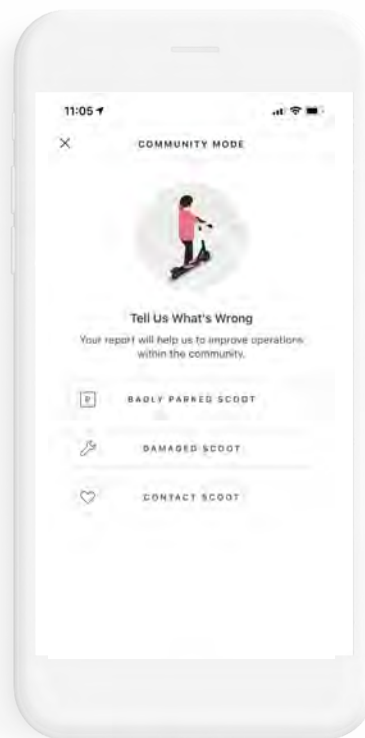 11:05
COMMUNITY MODE
Tell Us What's Wrong
Your report will help us to improve operations
within the community.
P
BADLY PARKED SCOOT
DAMAGED SCOOT
CONTACT SCOOT